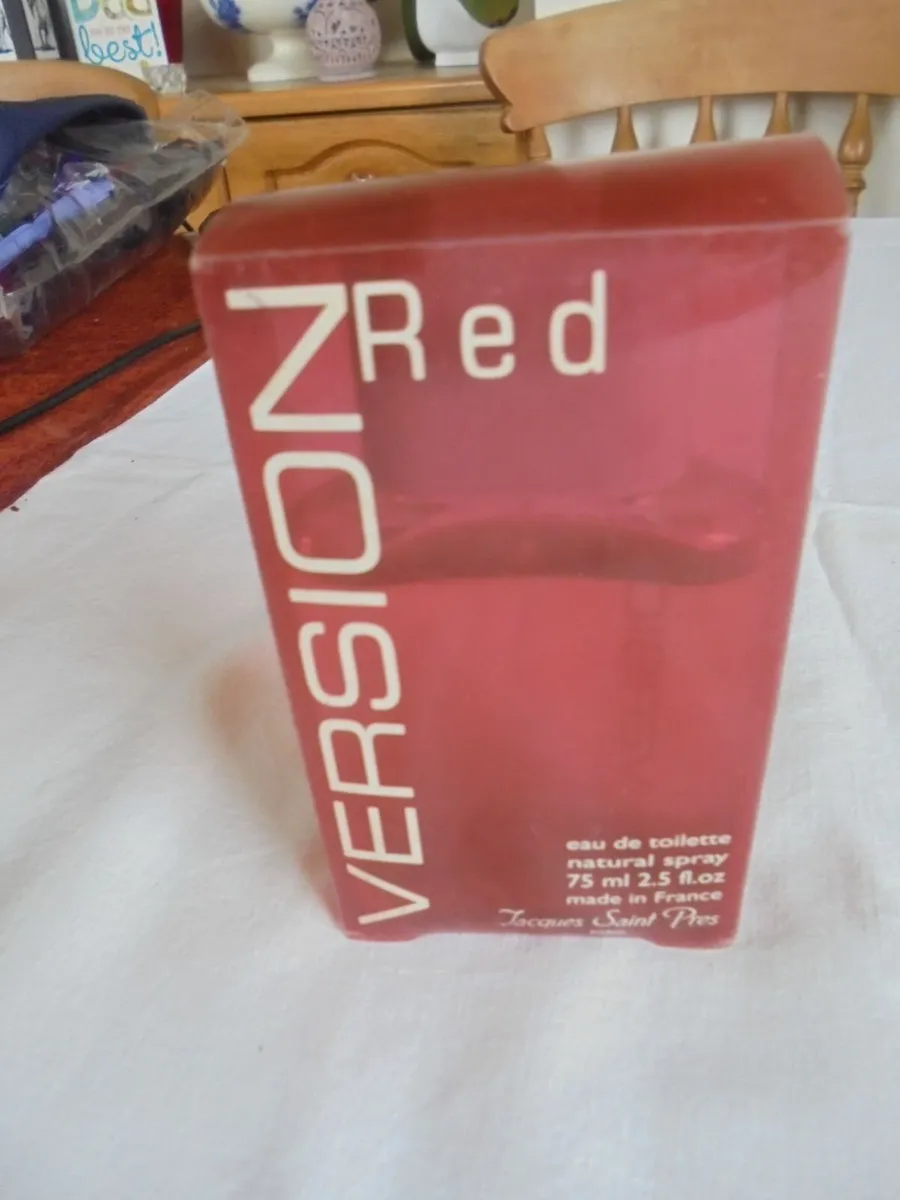 Dad
best!
VERSION
Red
eau de toilette
natural spray
75 ml 2.5 fl.oz
made in France
Jacques Saint Pres